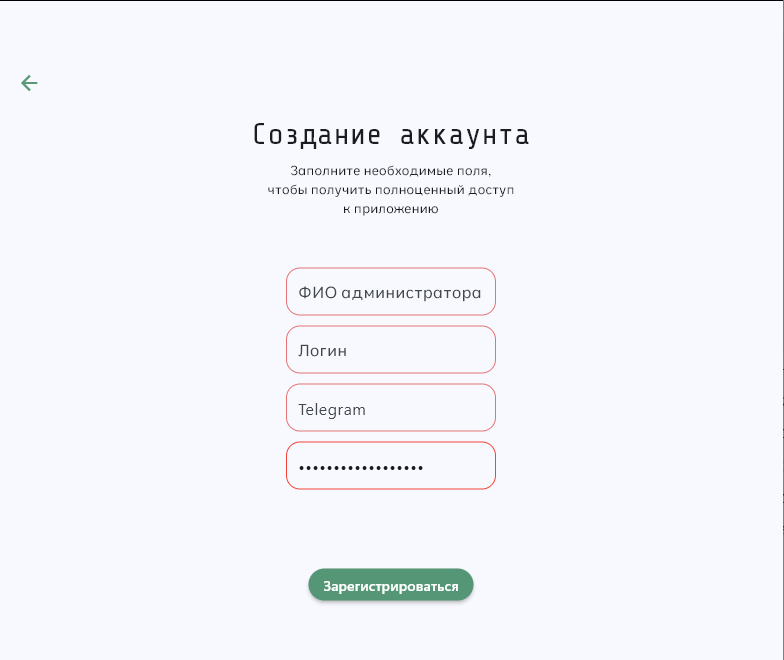 Создание аккаунта
Заполните необходимые поля,
чтобы получить полноценный доступ
к приложению
ФИО администратора
Логин
Telegram
••••••••••••••••••
Зарегистрироваться